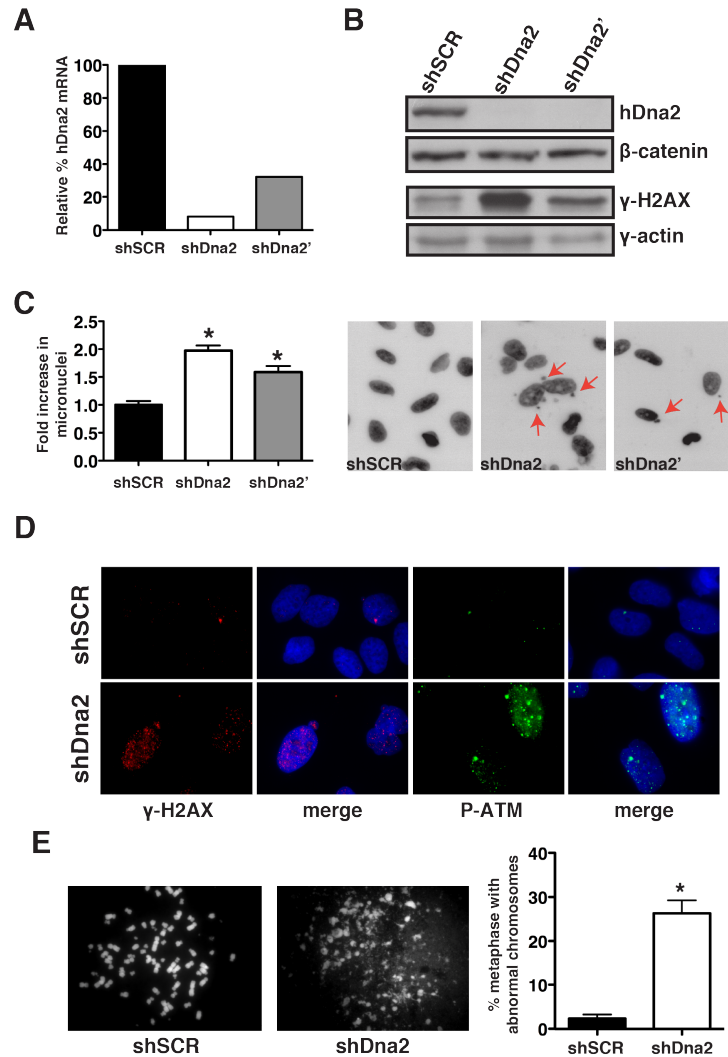 A
Relative % hDna2 mRNA
100
80
60
40
20
0
shSCR shDna2 shDna2’
B
shSCR shDna2 shDna2’
hDna2
β-catenin
γ-H2AX
γ-actin
C
Fold increase in
micronuclei
2.5
2.0
1.5
1.0
0.5
0.0
* *
shSCR shDna2 shDna2’
shSCR shDna2 shDna2’
D
shSCR
shDna2
γ-H2AX merge P-ATM merge
E
shSCR shDna2
% metaphase with
abnormal chromosomes
40
30
20
10
0
*
shSCR shDna2